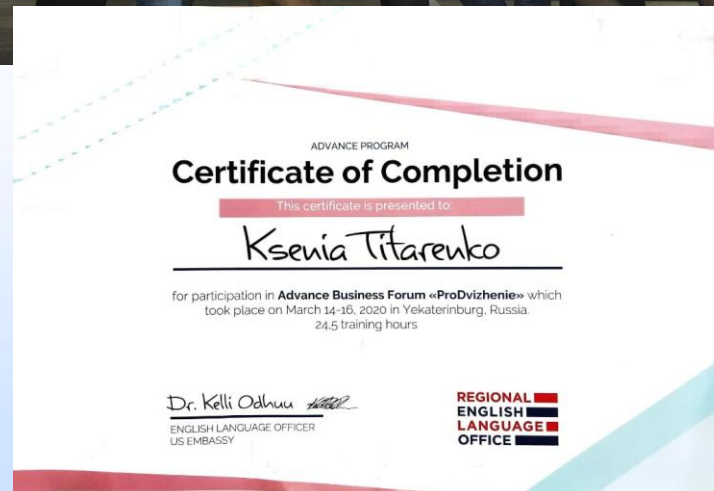 ADVANCE PROGRAM
Certificate of Completion
This certificate is presented to:
Ksenia Titarenko
for participation in Advance Business Forum «ProDvizhenie» which
took place on March 14-16, 2020 in Yekaterinburg, Russia.
24,5 training hours
Dr. Kelli Odhuu
ENGLISH LANGUAGE OFFICER
US EMBASSY
REGIONAL
ENGLISH
LANGUAGE
OFFICE